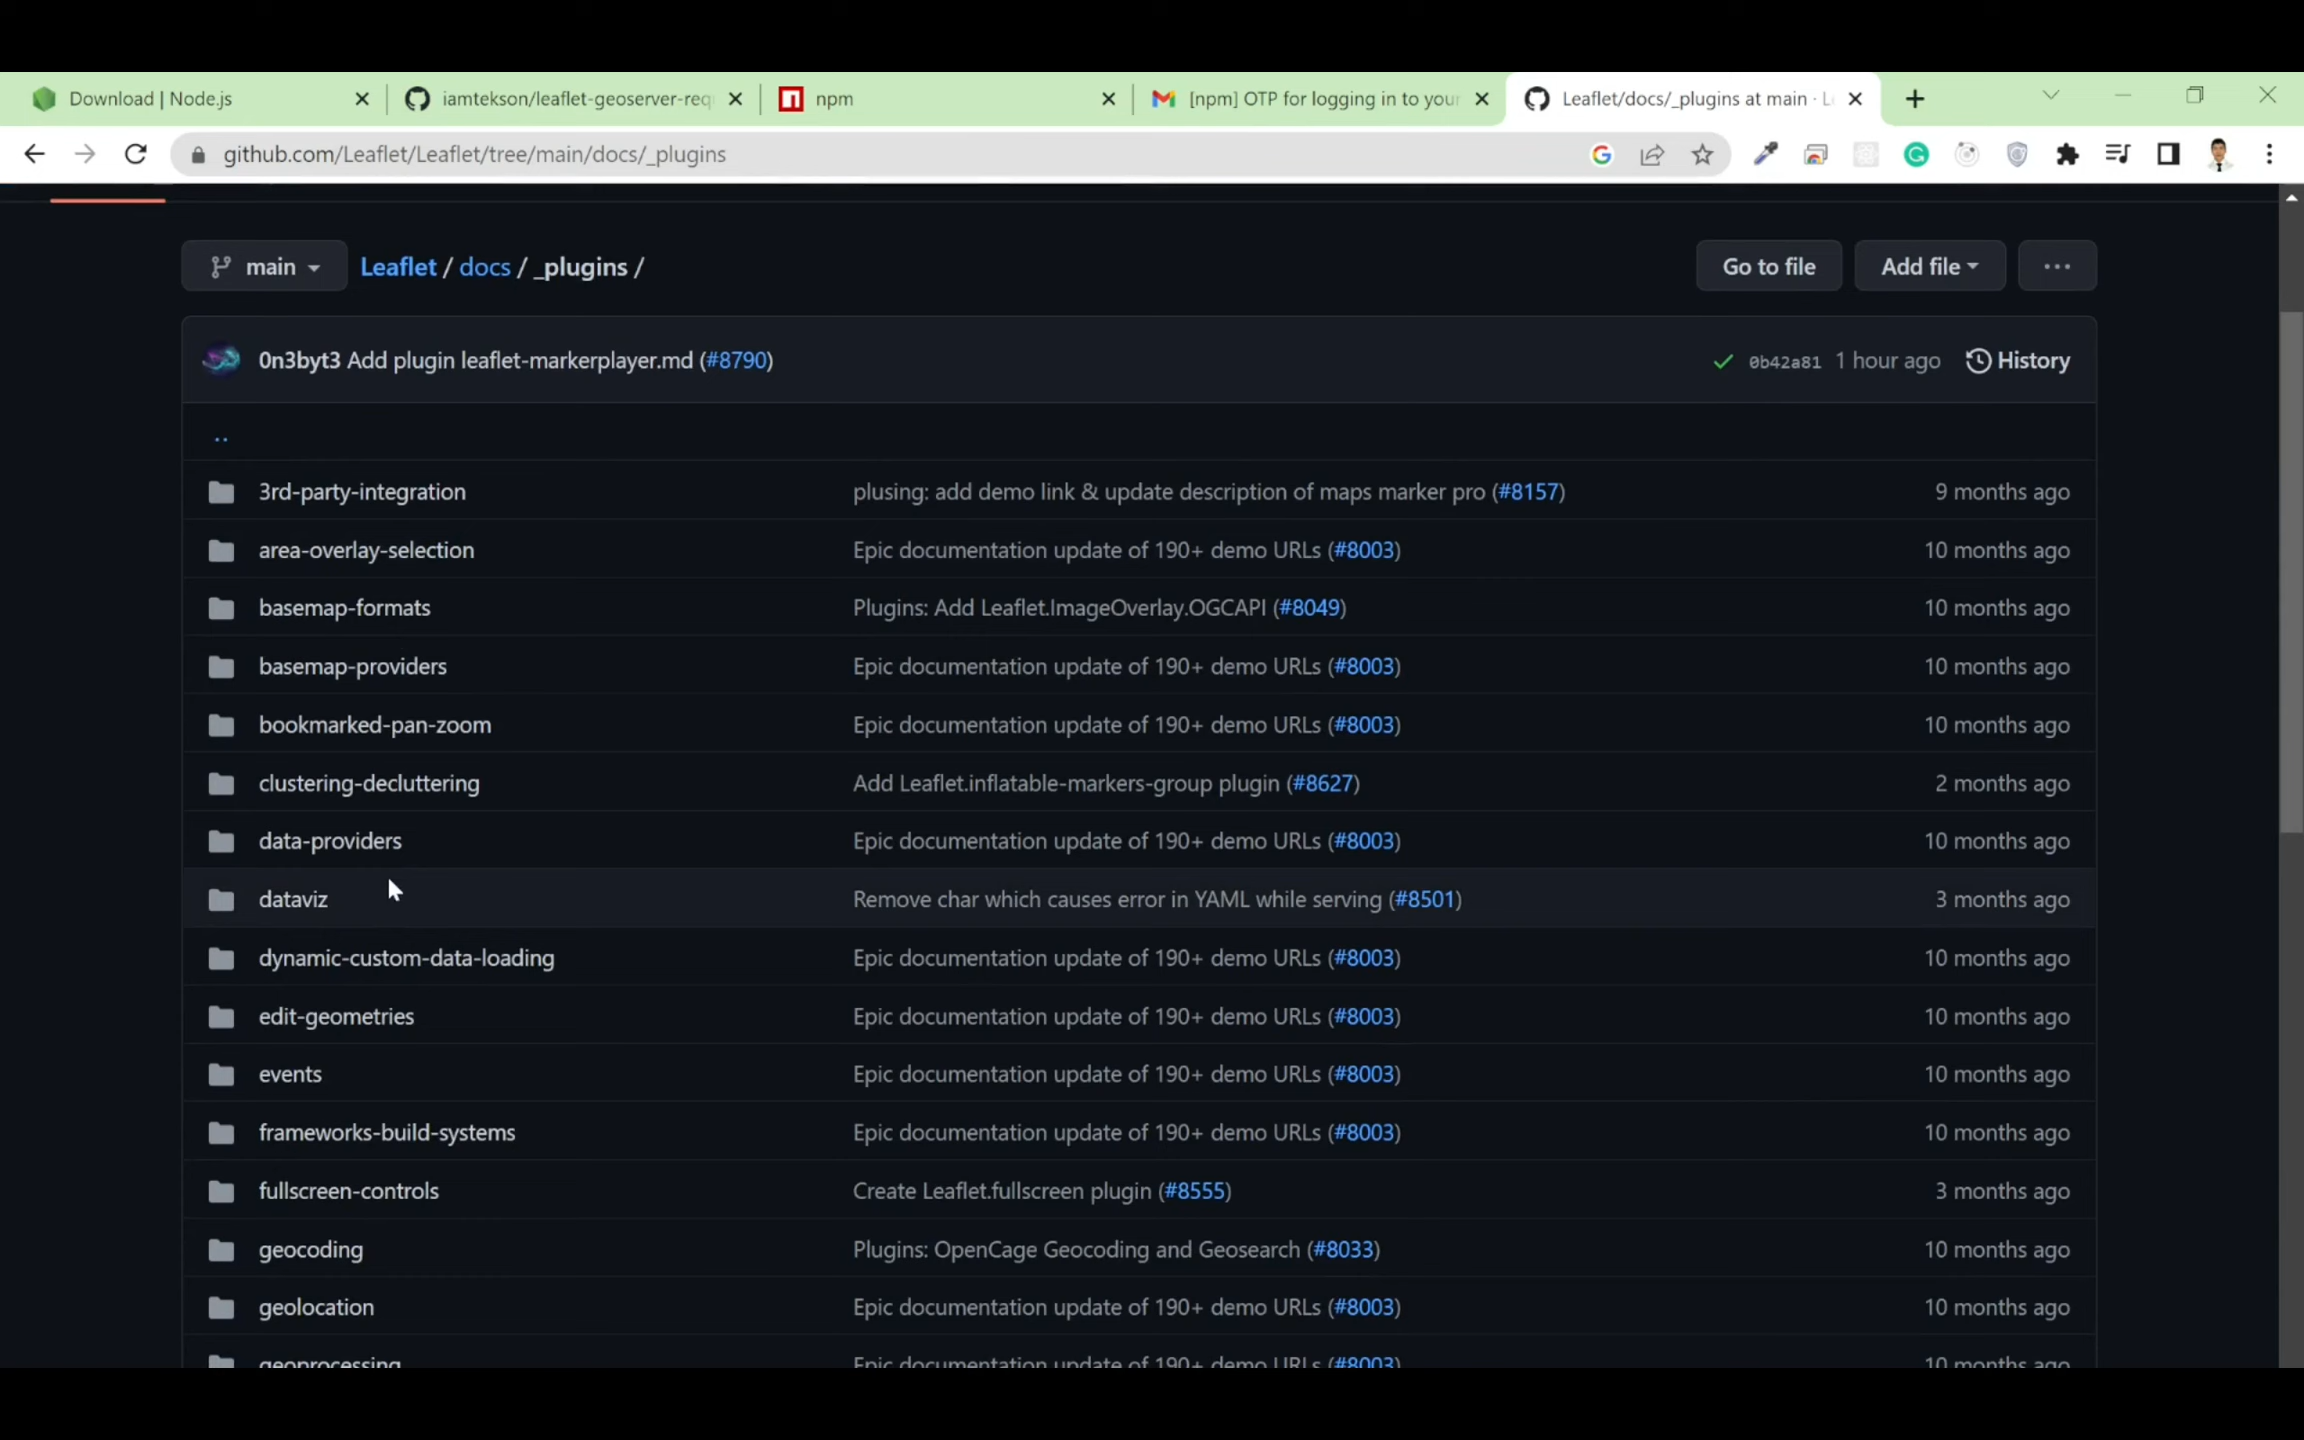 Download | Node.js
iamtekson/leaflet-geoserver-req
npm
[npm] OTP for logging in to your
Leaflet/docs/_plugins at main · L
github.com/Leaflet/Leaflet/tree/main/docs/_plugins
main Leaflet / docs / _plugins / Go to file Add file ···
0n3byt3 Add plugin leaflet-markerplayer.md (#8790) 0b42a81 1 hour ago History
..
3rd-party-integration plusing: add demo link & update description of maps marker pro (#8157) 9 months ago
area-overlay-selection Epic documentation update of 190+ demo URLs (#8003) 10 months ago
basemap-formats Plugins: Add Leaflet.ImageOverlay.OGCAPI (#8049) 10 months ago
basemap-providers Epic documentation update of 190+ demo URLs (#8003) 10 months ago
bookmarked-pan-zoom Epic documentation update of 190+ demo URLs (#8003) 10 months ago
clustering-decluttering Add Leaflet.inflatable-markers-group plugin (#8627) 2 months ago
data-providers Epic documentation update of 190+ demo URLs (#8003) 10 months ago
dataviz Remove char which causes error in YAML while serving (#8501) 3 months ago
dynamic-custom-data-loading Epic documentation update of 190+ demo URLs (#8003) 10 months ago
edit-geometries Epic documentation update of 190+ demo URLs (#8003) 10 months ago
events Epic documentation update of 190+ demo URLs (#8003) 10 months ago
frameworks-build-systems Epic documentation update of 190+ demo URLs (#8003) 10 months ago
fullscreen-controls Create Leaflet.fullscreen plugin (#8555) 3 months ago
geocoding Plugins: OpenCage Geocoding and Geosearch (#8033) 10 months ago
geolocation Epic documentation update of 190+ demo URLs (#8003) 10 months ago
geoprocessing Epic documentation update of 190+ demo URLs (#8003) 10 months ago